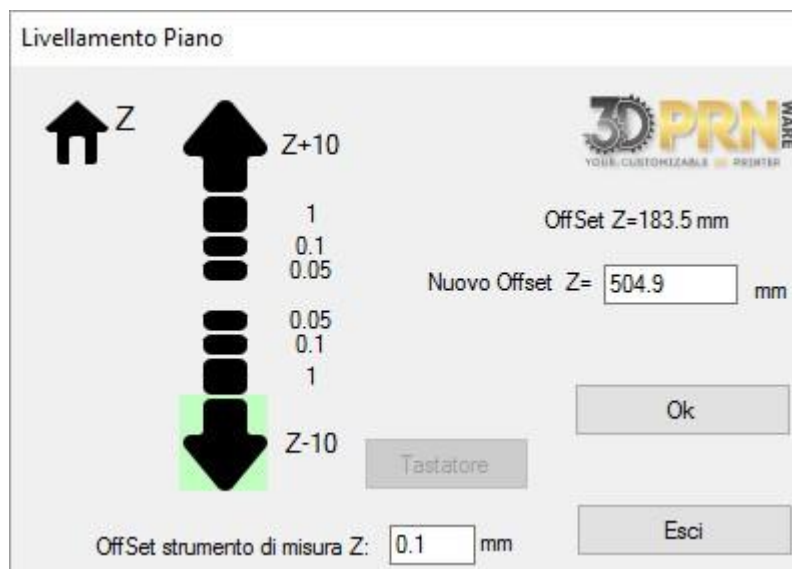 Livellamento Piano
Z
Z+10
3DPRN WARE
YOUR CUSTOMIZABLE 3D PRINTER
1
OffSet Z=183.5 mm
0.1
0.05
Nuovo Offset Z= 504.9 mm
0.05
0.1
1
Ok
Z-10
Tastatore
OffSet strumento di misura Z: 0.1 mm
Esci